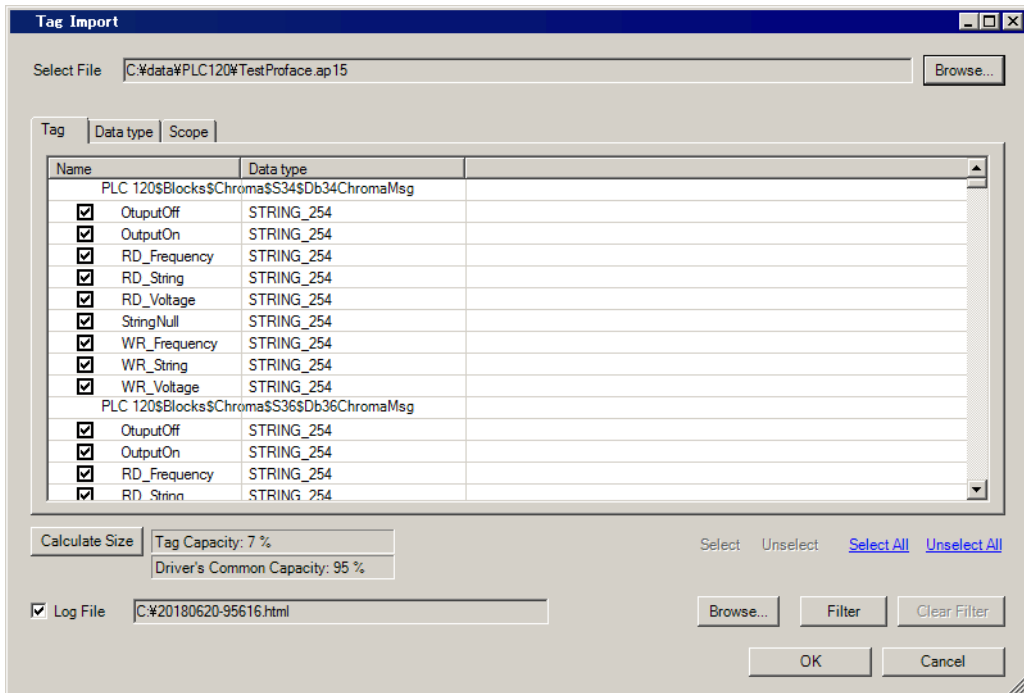 Tag Import
Select File C:¥data¥PLC120¥TestProface.ap15 Browse...
Tag Data type Scope
Name Data type
PLC 120$Blocks$Chroma$S34$Db34ChromaMsg
OtuputOff STRING_254
OutputOn STRING_254
RD_Frequency STRING_254
RD_String STRING_254
RD_Voltage STRING_254
StringNull STRING_254
WR_Frequency STRING_254
WR_String STRING_254
WR_Voltage STRING_254
PLC 120$Blocks$Chroma$S36$Db36ChromaMsg
OtuputOff STRING_254
OutputOn STRING_254
RD_Frequency STRING_254
RD_String STRING_254
Calculate Size Tag Capacity: 7 % Select Unselect Select All Unselect All
Driver's Common Capacity: 95 %
Log File C:¥20180620-95616.html Browse... Filter Clear Filter
OK Cancel